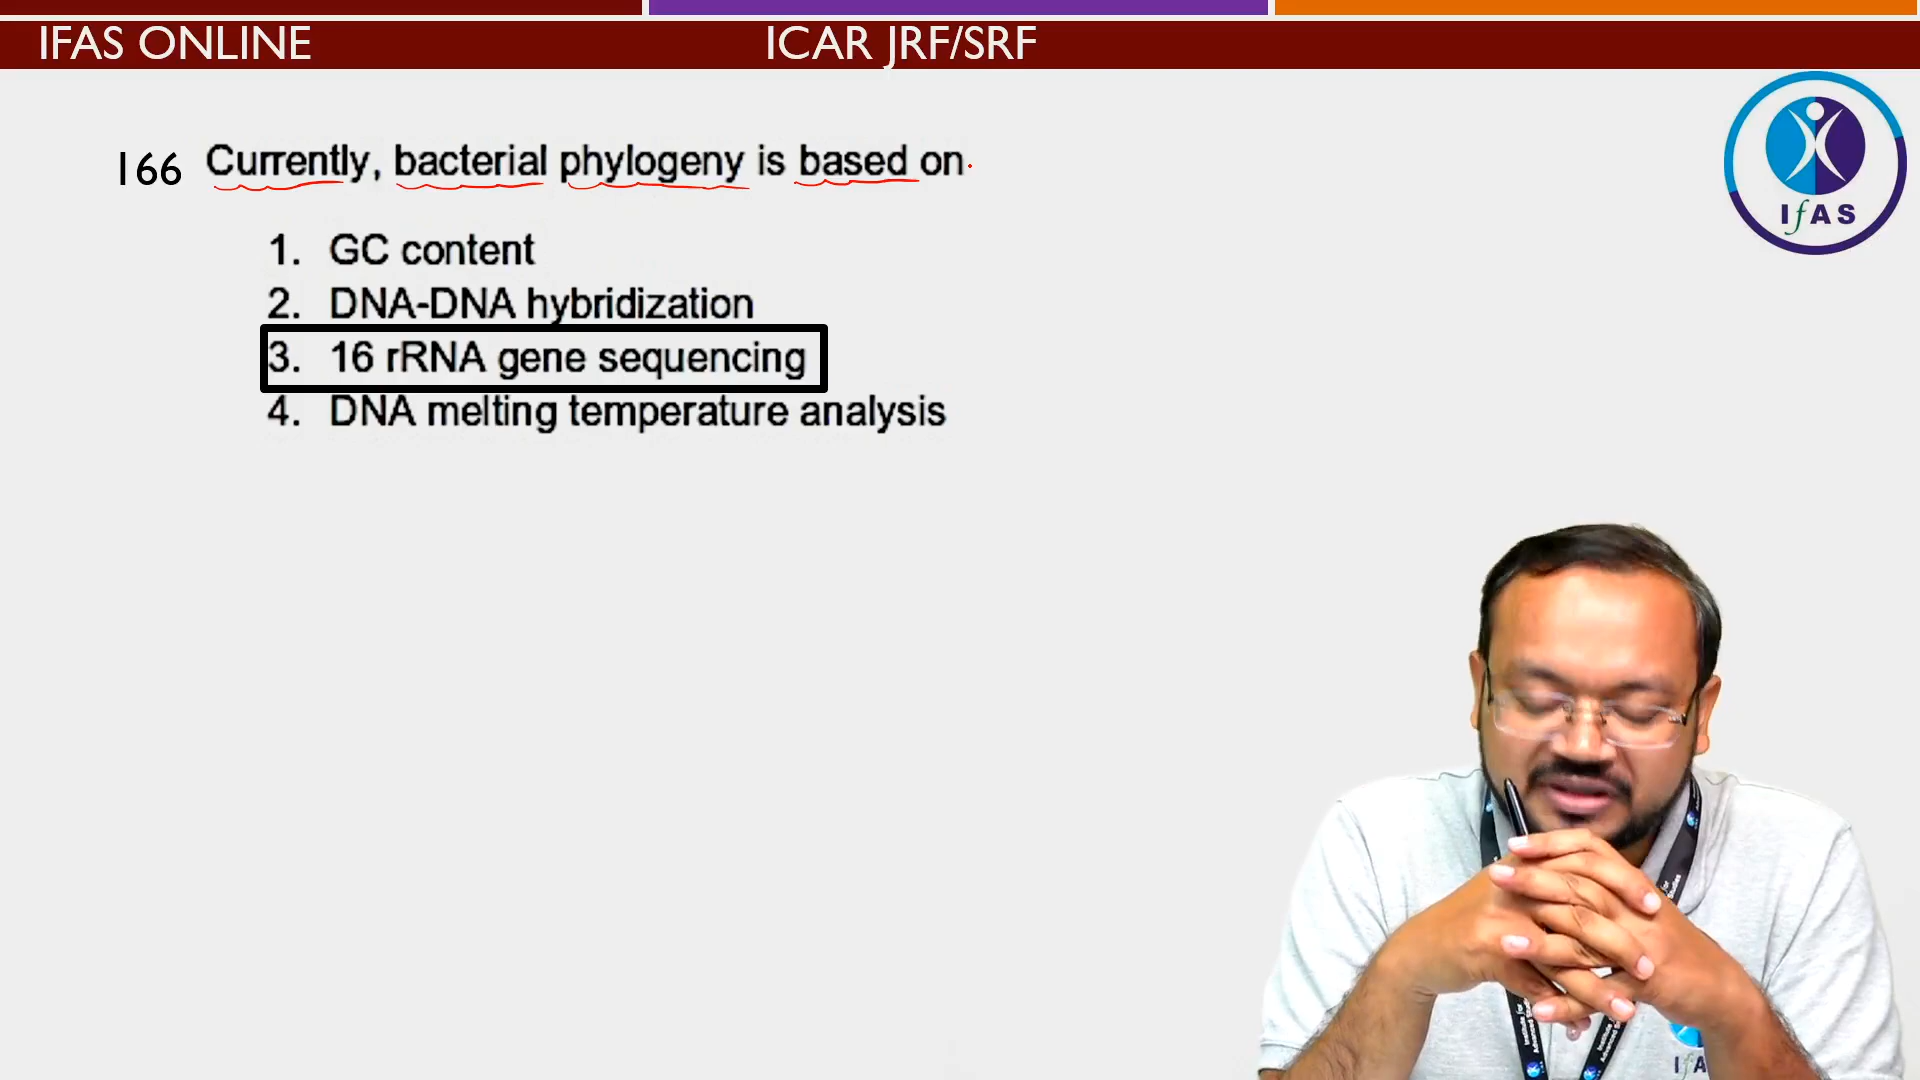 IFAS ONLINE
ICAR JRF/SRF
IfAS
166 Currently, bacterial phylogeny is based on
1. GC content
2. DNA-DNA hybridization
3. 16 rRNA gene sequencing
4. DNA melting temperature analysis